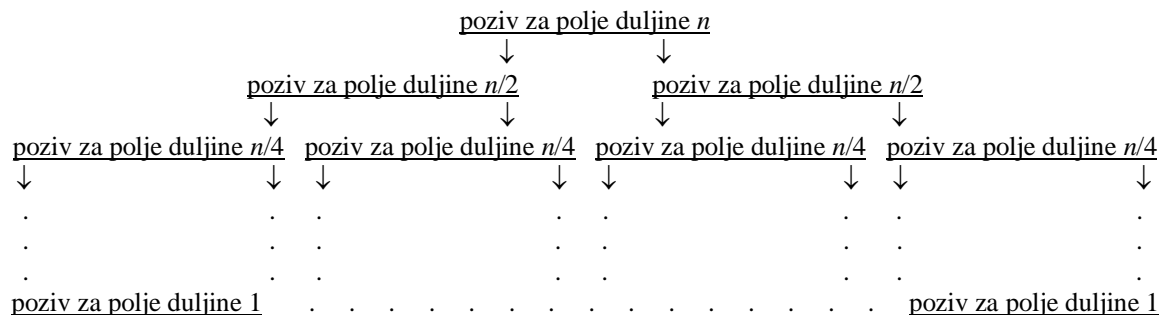 poziv za polje duljine n
↓ ↓
poziv za polje duljine n/2 poziv za polje duljine n/2
↓ ↓ ↓ ↓
poziv za polje duljine n/4 poziv za polje duljine n/4 poziv za polje duljine n/4 poziv za polje duljine n/4
↓ ↓ ↓ ↓ ↓ ↓ ↓ ↓
. . . . . . . .
. . . . . . . .
. . . . . . . .
poziv za polje duljine 1 . . . . . . . . . . . . . . . poziv za polje duljine 1